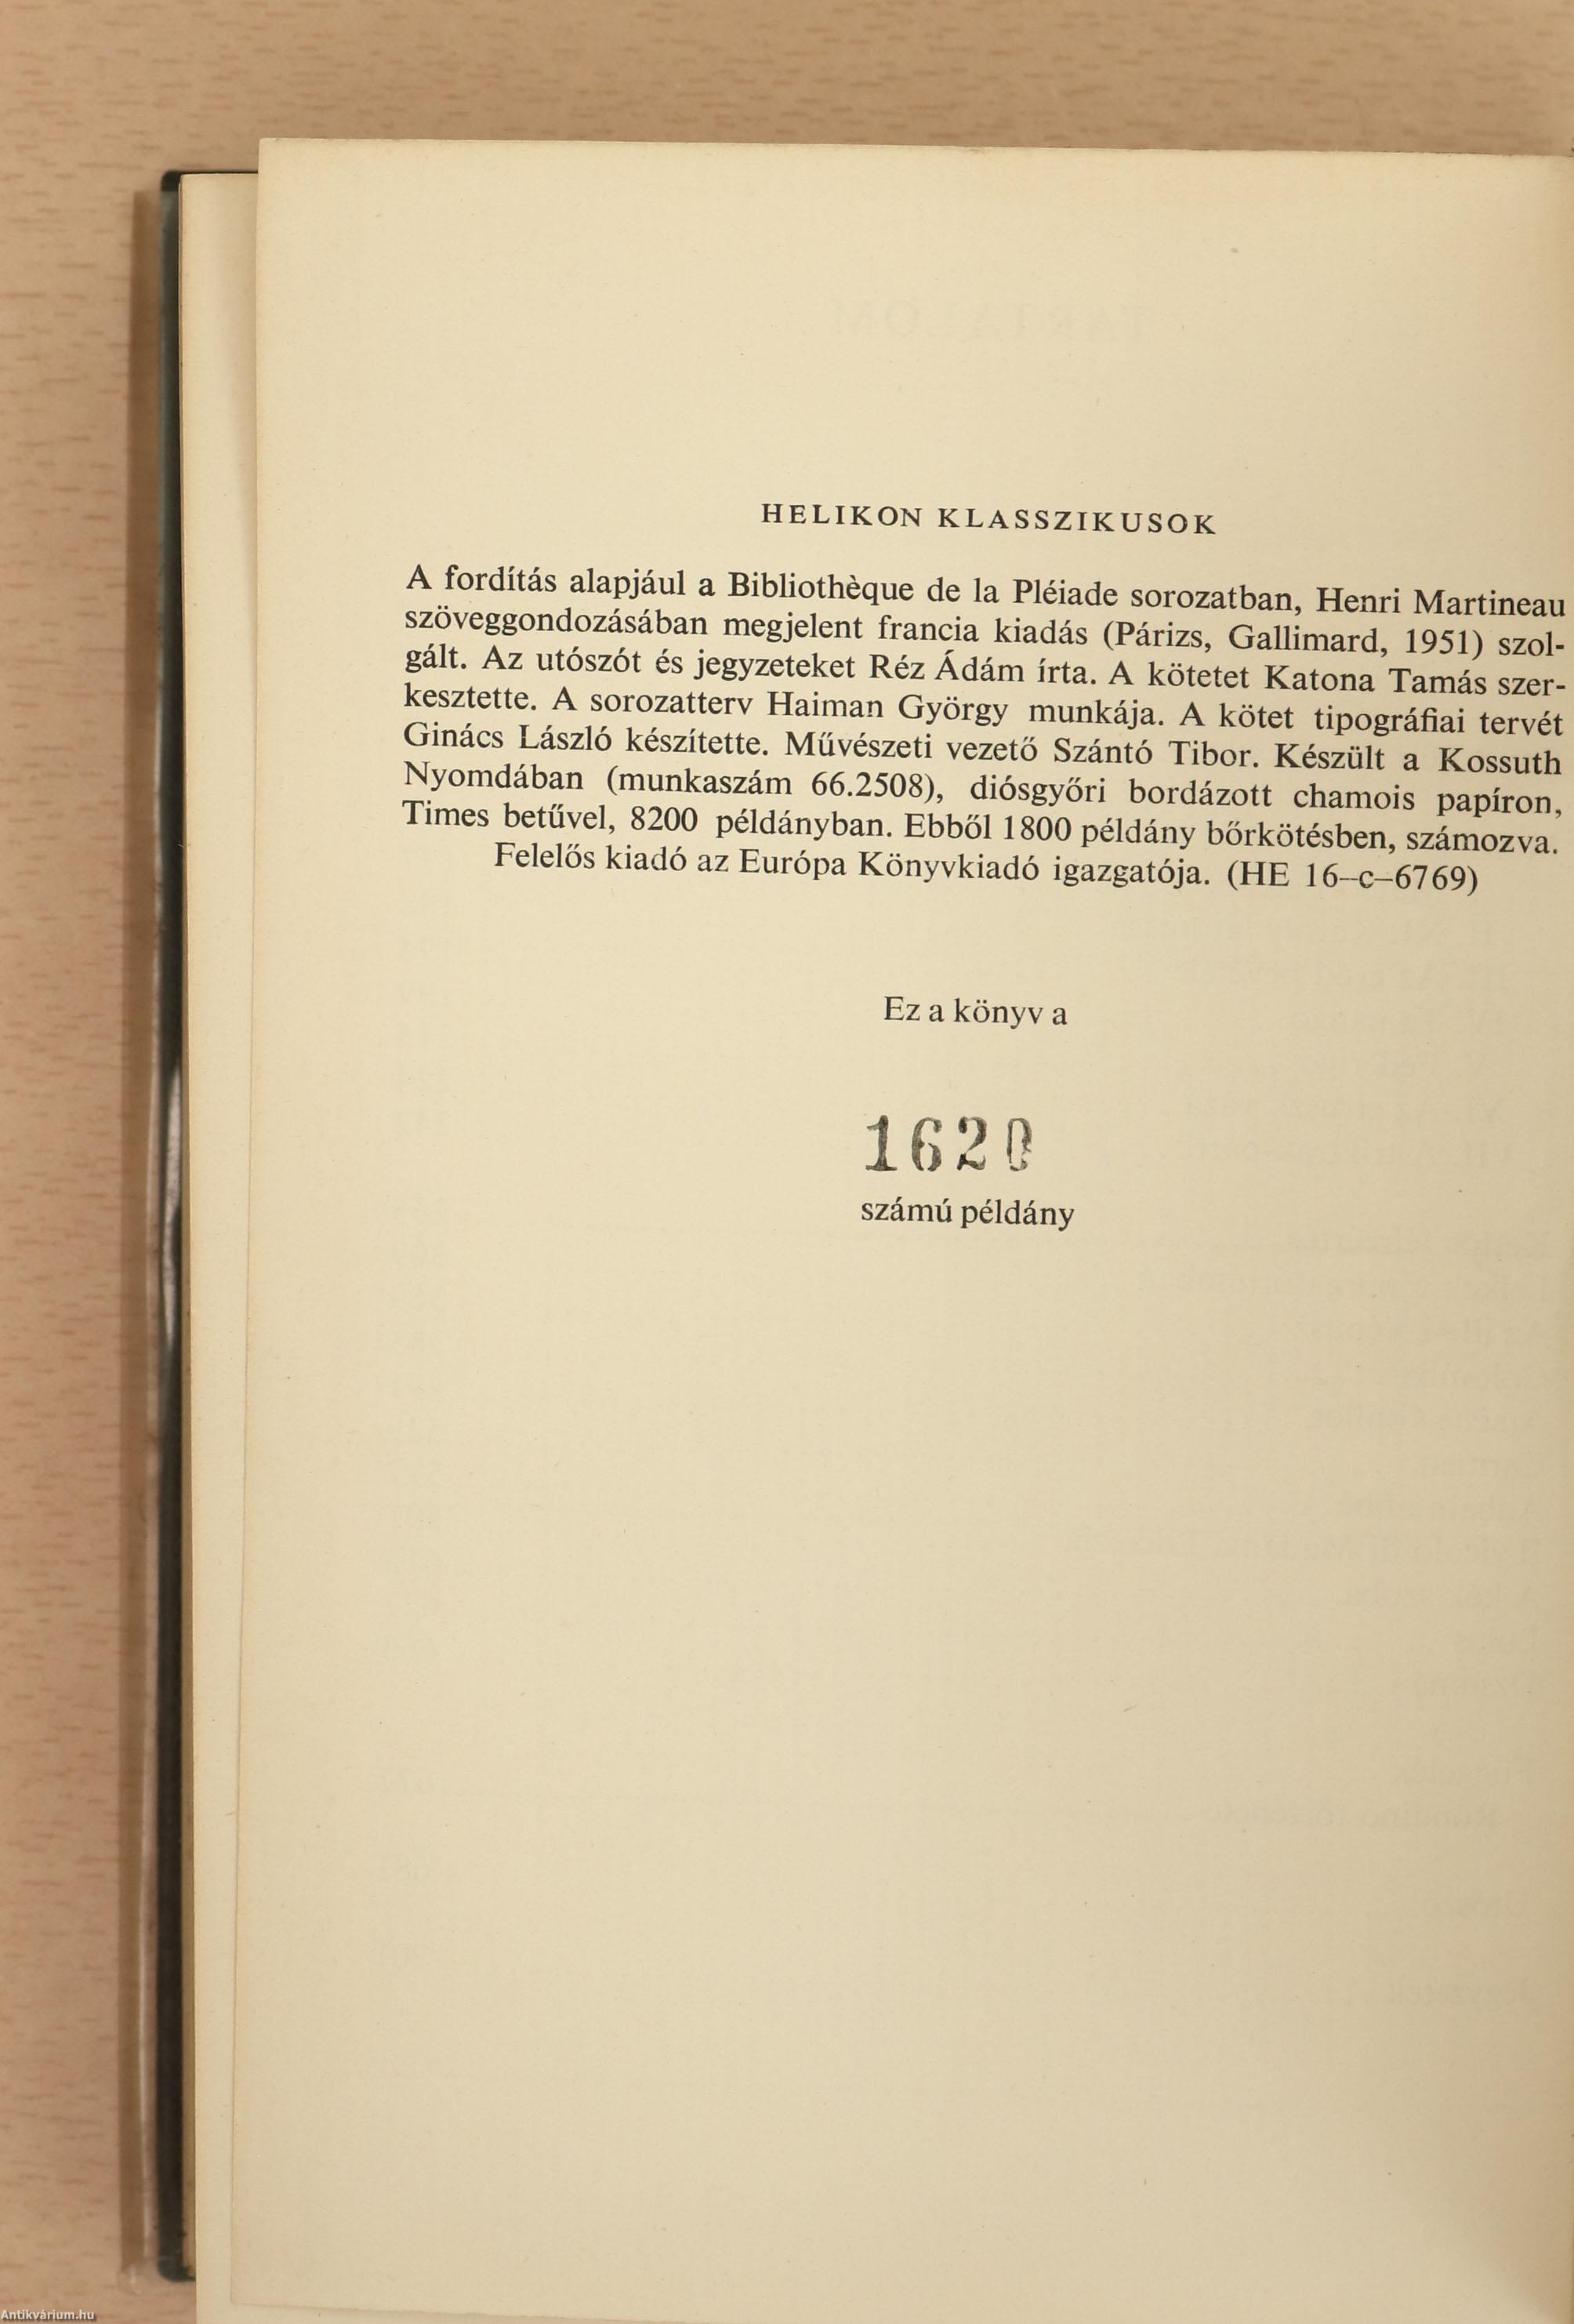 HELIKON KLASSZIKUSOK
A fordítás alapjául a Bibliothèque de la Pléiade sorozatban, Henri Martineau
szöveggondozásában megjelent francia kiadás (Párizs, Gallimard, 1951) szol-
gált. Az utószót és jegyzeteket Réz Ádám írta. A kötetet Katona Tamás szer-
kesztette. A sorozatterv Haiman György munkája. A kötet tipográfiai tervét
Ginács László készítette. Művészeti vezető Szántó Tibor. Készült a Kossuth
Nyomdában (munkaszám 66.2508), diósgyőri bordázott chamois papíron,
Times betűvel, 8200 példányban. Ebből 1800 példány bőrkötésben, számozva.
Felelős kiadó az Európa Könyvkiadó igazgatója. (HE 16–c–6769)
Ez a könyv a
1620
számú példány
Antikvárium.hu